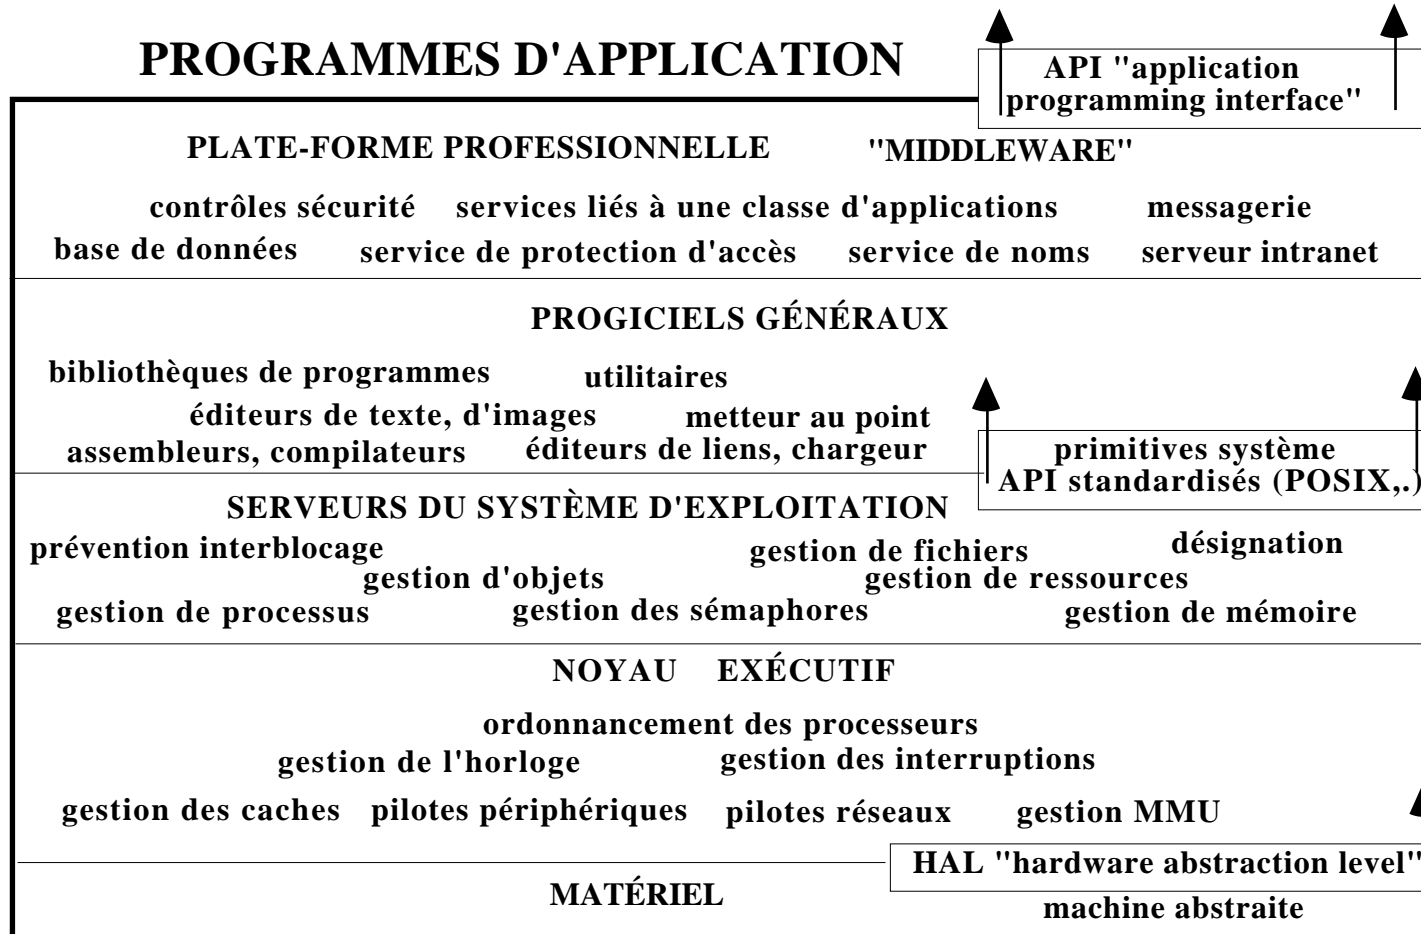 PROGRAMMES D'APPLICATION
API "application
programming interface"
PLATE-FORME PROFESSIONNELLE "MIDDLEWARE"
contrôles sécurité services liés à une classe d'applications messagerie
base de données service de protection d'accès service de noms serveur intranet
PROGICIELS GÉNÉRAUX
bibliothèques de programmes utilitaires
éditeurs de texte, d'images metteur au point
assembleurs, compilateurs éditeurs de liens, chargeur
primitives système
API standardisés (POSIX,.)
SERVEURS DU SYSTÈME D'EXPLOITATION
prévention interblocage gestion de fichiers désignation
gestion d'objets gestion de ressources
gestion de processus gestion des sémaphores gestion de mémoire
NOYAU EXÉCUTIF
ordonnancement des processeurs
gestion de l'horloge gestion des interruptions
gestion des caches pilotes périphériques pilotes réseaux gestion MMU
HAL "hardware abstraction level"
MATÉRIEL
machine abstraite